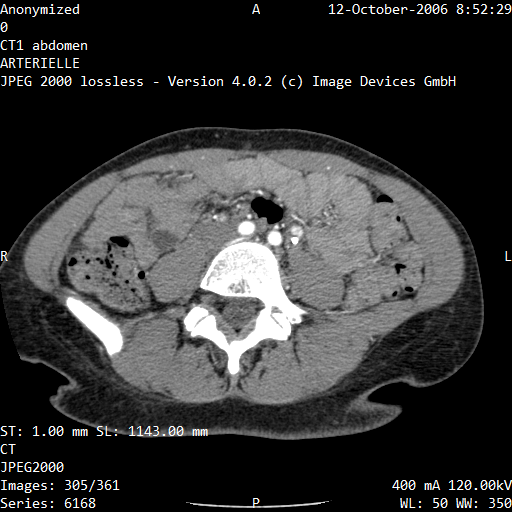 Anonymized A 12-October-2006 8:52:29
0
CT1 abdomen
ARTERIELLE
JPEG 2000 lossless - Version 4.0.2 (c) Image Devices GmbH
R L
ST: 1.00 mm SL: 1143.00 mm
CT
JPEG2000
Images: 305/361 400 mA 120.00kV
Series: 6168 P WL: 50 WW: 350